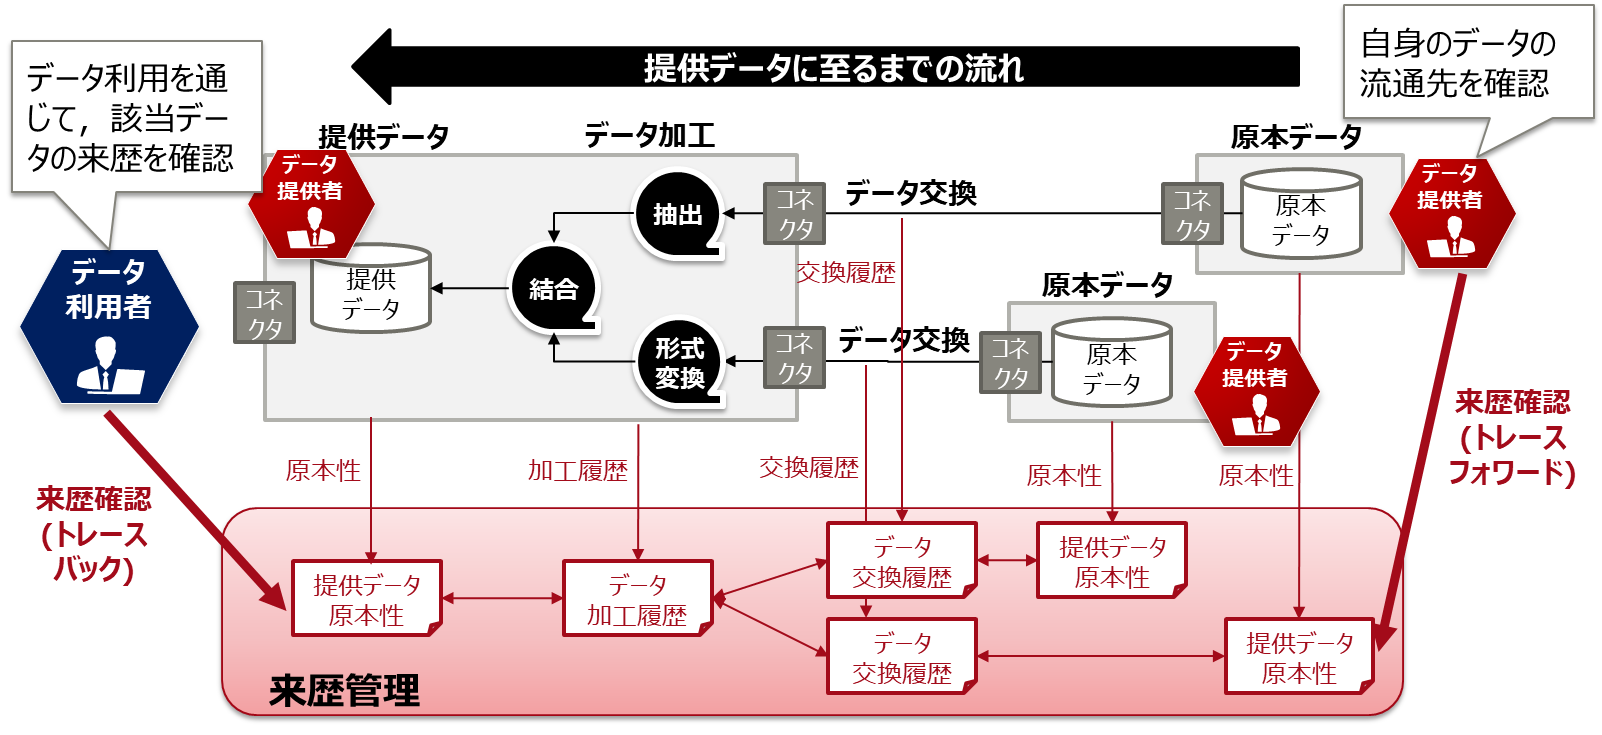 提供データに至るまでの流れ
データ利用を通
じて，該当デー
タの来歴を確認
自身のデータの
流通先を確認
提供データ
データ加工
原本データ
データ
提供者
コネ
クタ
抽出
データ交換
コネ
クタ
原本
データ
データ
提供者
データ
利用者
コネ
クタ
提供
データ
結合
交換履歴
原本データ
形式
変換
コネ
クタ
データ交換
コネ
クタ
原本
データ
データ
提供者
来歴確認
(トレース
フォワード)
原本性
加工履歴
交換履歴
原本性
原本性
来歴確認
(トレース
バック)
提供データ
原本性
データ
加工履歴
データ
交換履歴
提供データ
原本性
データ
交換履歴
提供データ
原本性
来歴管理